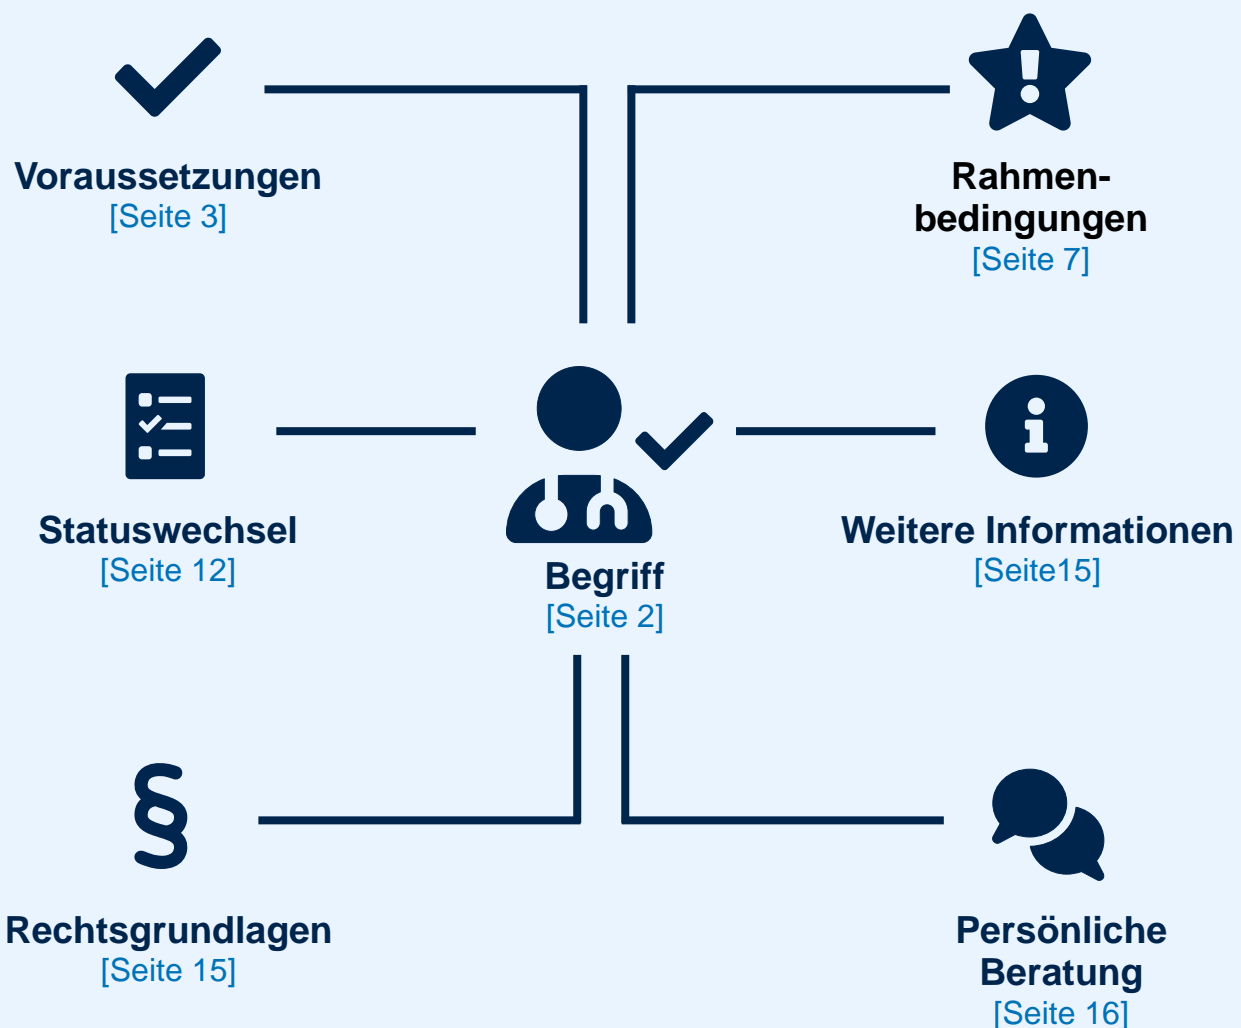 Voraussetzungen
[Seite 3]
Rahmen-
bedingungen
[Seite 7]
Statuswechsel
[Seite 12]
Begriff
[Seite 2]
Weitere Informationen
[Seite15]
§
Rechtsgrundlagen
[Seite 15]
Persönliche
Beratung
[Seite 16]